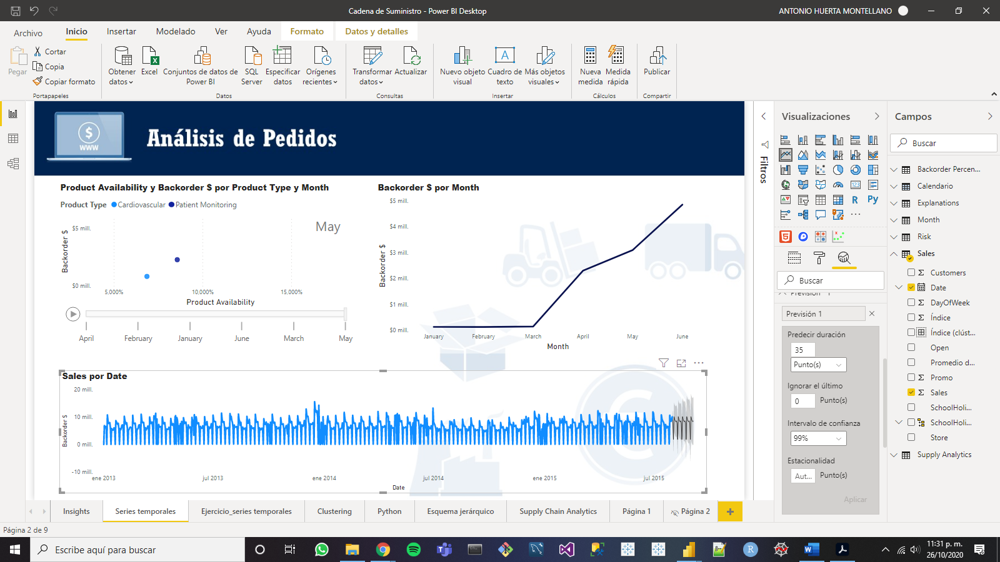 Cadena de Suministro - Power BI Desktop
ANTONIO HUERTA MONTELLANO
Archivo
Inicio
Insertar
Modelado
Ver
Ayuda
Formato
Datos y detalles
Pegar
Cortar
Copia
Copiar formato
Portapapeles
Obtener datos
Excel
Conjuntos de datos de Power BI
SQL Server
Especificar datos
Orígenes recientes
Datos
Transformar datos
Actualizar
Consultas
Nuevo objeto visual
A
Cuadro de texto
Más objetos visuales
Insertar
Nueva medida
Medida rápida
Cálculos
Publicar
Compartir
$
WWW
Análisis de Pedidos
Product Availability y Backorder $ por Product Type y Month
Product Type
Cardiovascular
Patient Monitoring
May
Backorder $
$5 mill.
$0 mill.
5,000%
10,000%
15,000%
Product Availability
April
February
January
June
March
May
Backorder $ por Month
Backorder $
$5 mill.
$4 mill.
$3 mill.
$2 mill.
$1 mill.
$0 mill.
January
February
March
April
May
June
Month
Sales por Date
Backorder $
20 mill.
10 mill.
0 mill.
-10 mill.
ene 2013
jul 2013
ene 2014
jul 2014
ene 2015
jul 2015
Date
Filtros
Visualizaciones
123
R
Py
Buscar
Previsión 1
Previsión 1
Predecir duración
35
Punto(s)
Ignorar el último
0
Punto(s)
Intervalo de confianza
99%
Estacionalidad
Aut...
Punto(s)
Aplicar
Campos
Buscar
Backorder Percen...
Calendario
Explanations
Month
Risk
Sales
Customers
Date
DayOfWeek
Índice
Índice (clúst...
Open
Promedio d...
Promo
Sales
SchoolHoli...
SchoolHoli...
Store
Supply Analytics
Insights
Series temporales
Ejercicio_series temporales
Clustering
Python
Esquema jerárquico
Supply Chain Analytics
Página 1
Página 2
Página 2 de 9
Escribe aquí para buscar
11:31 p. m.
26/10/2020